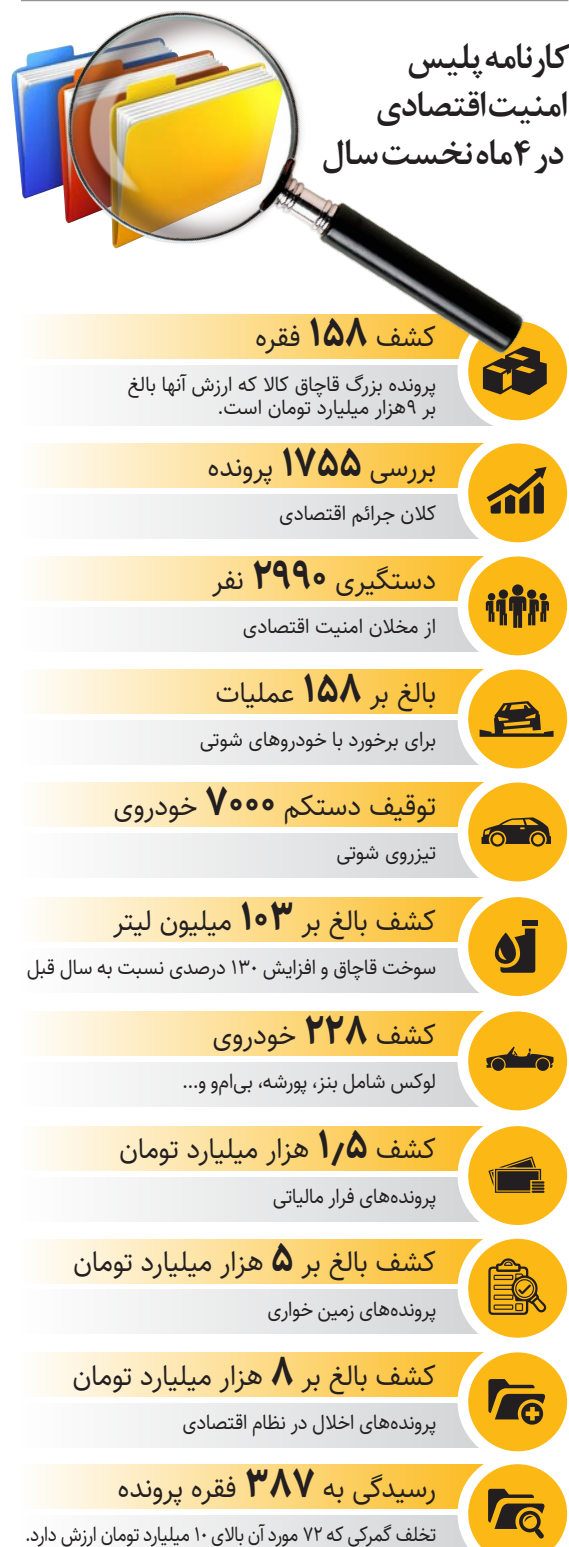 کارنامه پلیس
امنیت اقتصادی
در ۴ماه نخست سال
کشف ۱۵۸ فقره
پرونده بزرگ قاچاق کالا که ارزش آنها بالغ
بر ۹هزار میلیارد تومان است.
بررسی ۱۷۵۵ پرونده
کلان جرائم اقتصادی
دستگیری ۲۹۹۰ نفر
از مخلان امنیت اقتصادی
بالغ بر ۱۵۸ عملیات
برای برخورد با خودروهای شوتی
توقیف دستکم ۷۰۰۰ خودروی
تیزروی شوتی
کشف بالغ بر ۱۰۳ میلیون لیتر
سوخت قاچاق و افزایش ۱۳۰ درصدی نسبت به سال قبل
کشف ۲۲۸ خودروی
لوکس شامل بنز، پورشه، بی‌ام‌و و...
کشف ۱٫۵ هزار میلیارد تومان
پرونده‌های فرار مالیاتی
کشف بالغ بر ۵ هزار میلیارد تومان
پرونده‌های زمین خواری
کشف بالغ بر ۸ هزار میلیارد تومان
پرونده‌های اخلال در نظام اقتصادی
رسیدگی به ۳۸۷ فقره پرونده
تخلف گمرکی که ۷۲ مورد آن بالای ۱۰ میلیارد تومان ارزش دارد.